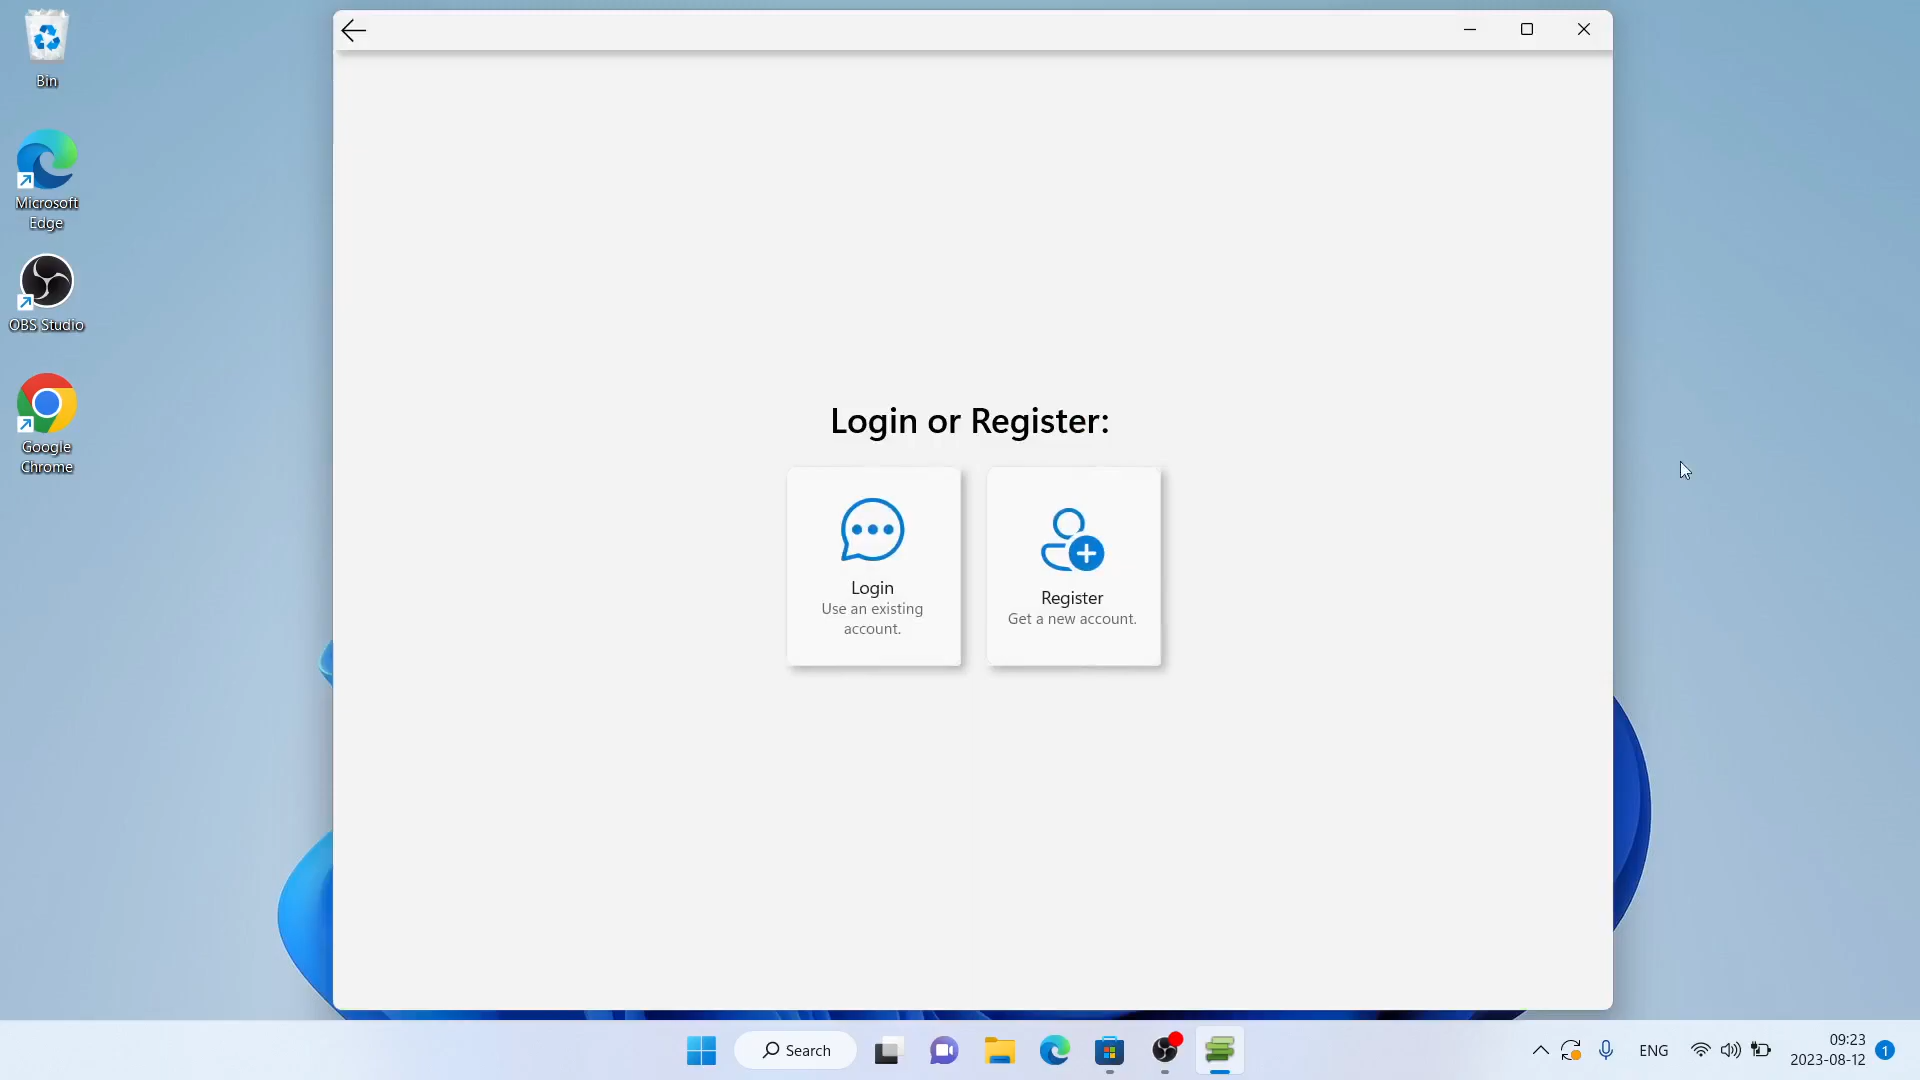 Bin
Microsoft
Edge
OBS Studio
Google
Chrome
Login or Register:
Login
Use an existing
account.
Register
Get a new account.
Search
ENG
09:23
2023-08-12
1